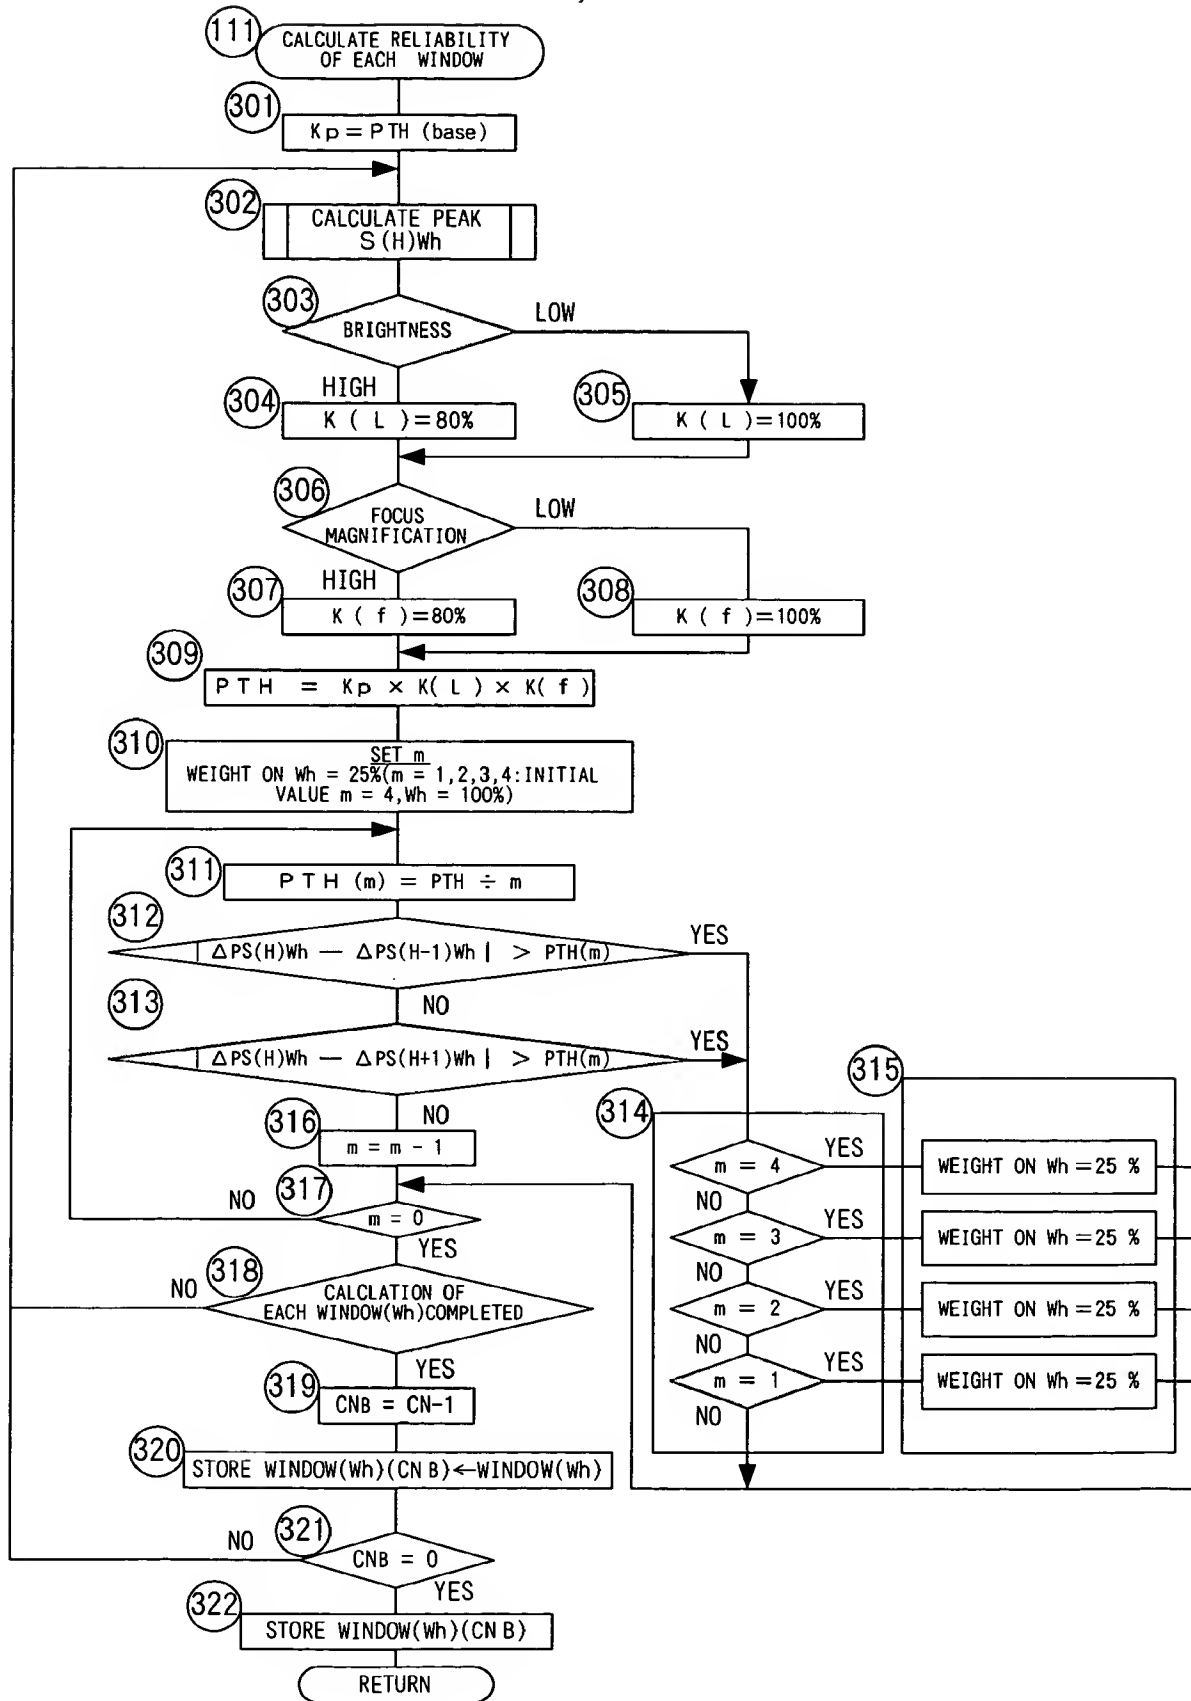 111
CALCULATE RELIABILITY
OF EACH WINDOW
301
Kp = PTH (base)
302
CALCULATE PEAK
S(H)Wh
303
BRIGHTNESS
LOW
HIGH
304
K ( L ) = 80%
305
K ( L ) = 100%
306
FOCUS
MAGNIFICATION
LOW
HIGH
307
K ( f ) = 80%
308
K ( f ) = 100%
309
PTH = Kp × K( L ) × K( f )
310
SET m
WEIGHT ON Wh = 25%(m = 1,2,3,4:INITIAL
VALUE m = 4,Wh = 100%)
311
PTH (m) = PTH ÷ m
312
| ΔPS(H)Wh — ΔPS(H-1)Wh | > PTH(m)
YES
NO
313
| ΔPS(H)Wh — ΔPS(H+1)Wh | > PTH(m)
YES
NO
314
315
316
m = m - 1
m = 4
YES
WEIGHT ON Wh = 25 %
NO
317
NO
m = 0
YES
m = 3
YES
WEIGHT ON Wh = 25 %
NO
318
NO
CALCLATION OF
EACH WINDOW(Wh)COMPLETED
YES
m = 2
YES
WEIGHT ON Wh = 25 %
NO
m = 1
YES
WEIGHT ON Wh = 25 %
NO
319
CNB = CN-1
320
STORE WINDOW(Wh)(CNB)←WINDOW(Wh)
321
NO
CNB = 0
YES
322
STORE WINDOW(Wh)(CNB)
RETURN